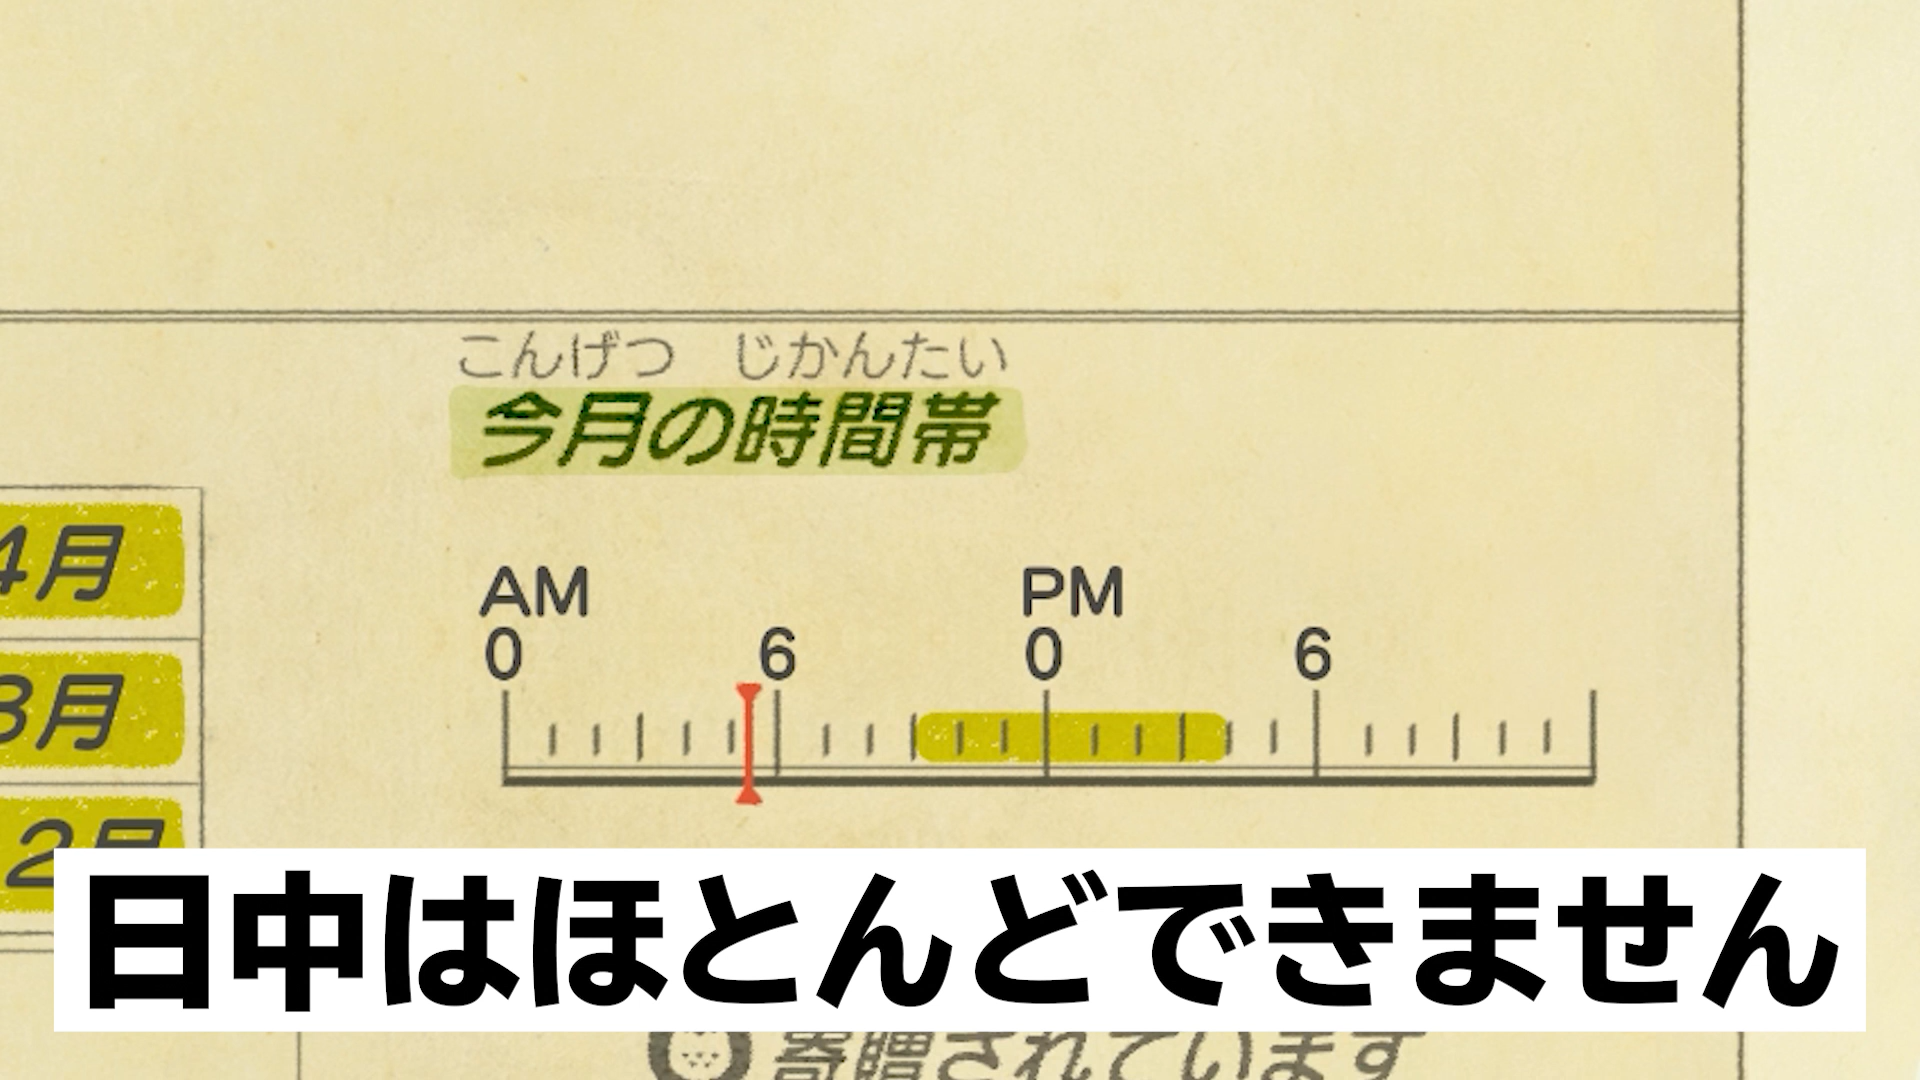 こんげつ じかんたい
今月の時間帯
4月
AM PM
0 6 0 6
3月
2月
日中はほとんどできません
寄贈されています